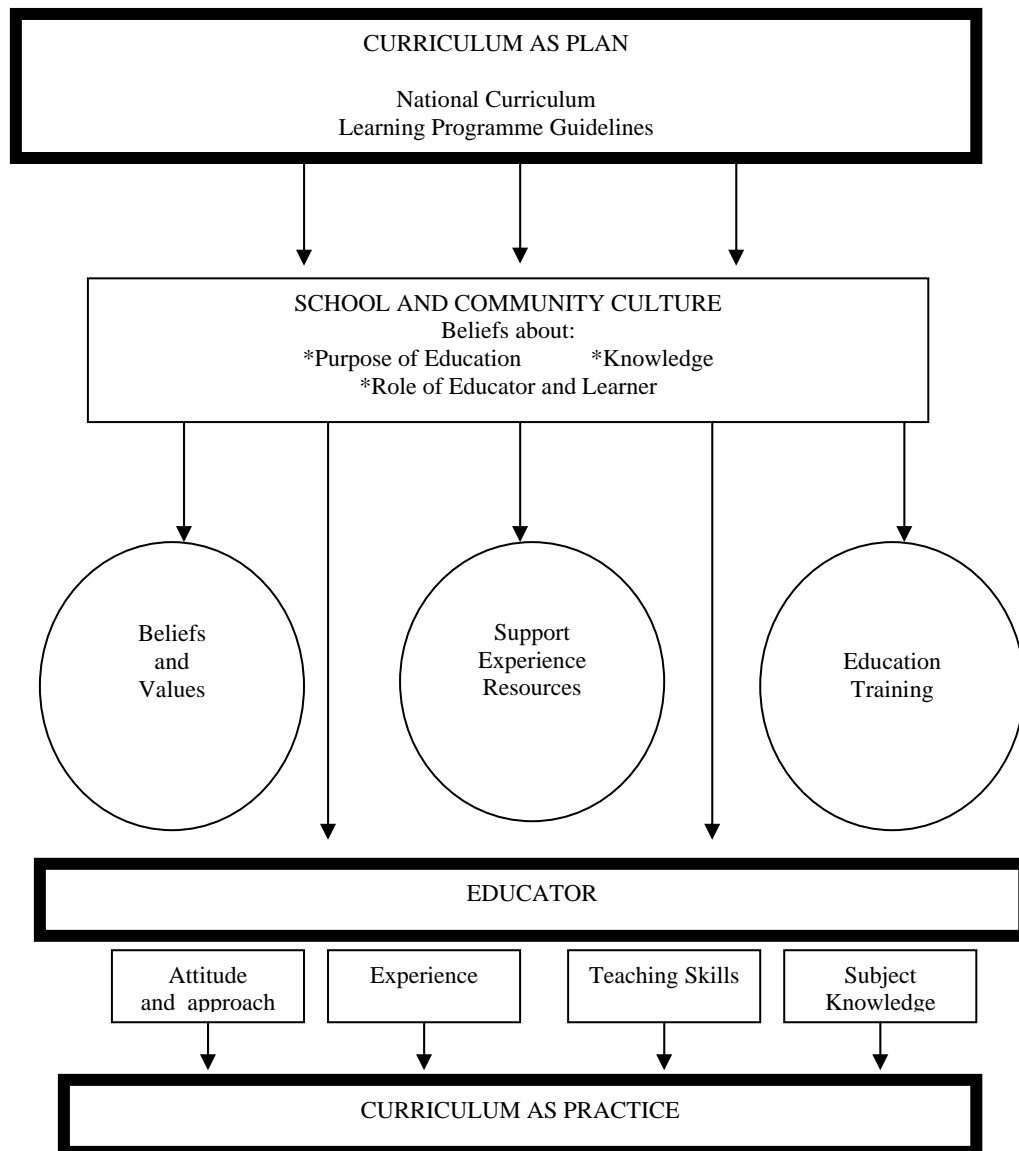 CURRICULUM AS PLAN
National Curriculum
Learning Programme Guidelines
SCHOOL AND COMMUNITY CULTURE
Beliefs about:
*Purpose of Education *Knowledge
*Role of Educator and Learner
Beliefs
and
Values
Support
Experience
Resources
Education
Training
EDUCATOR
Attitude
and approach
Experience
Teaching Skills
Subject
Knowledge
CURRICULUM AS PRACTICE